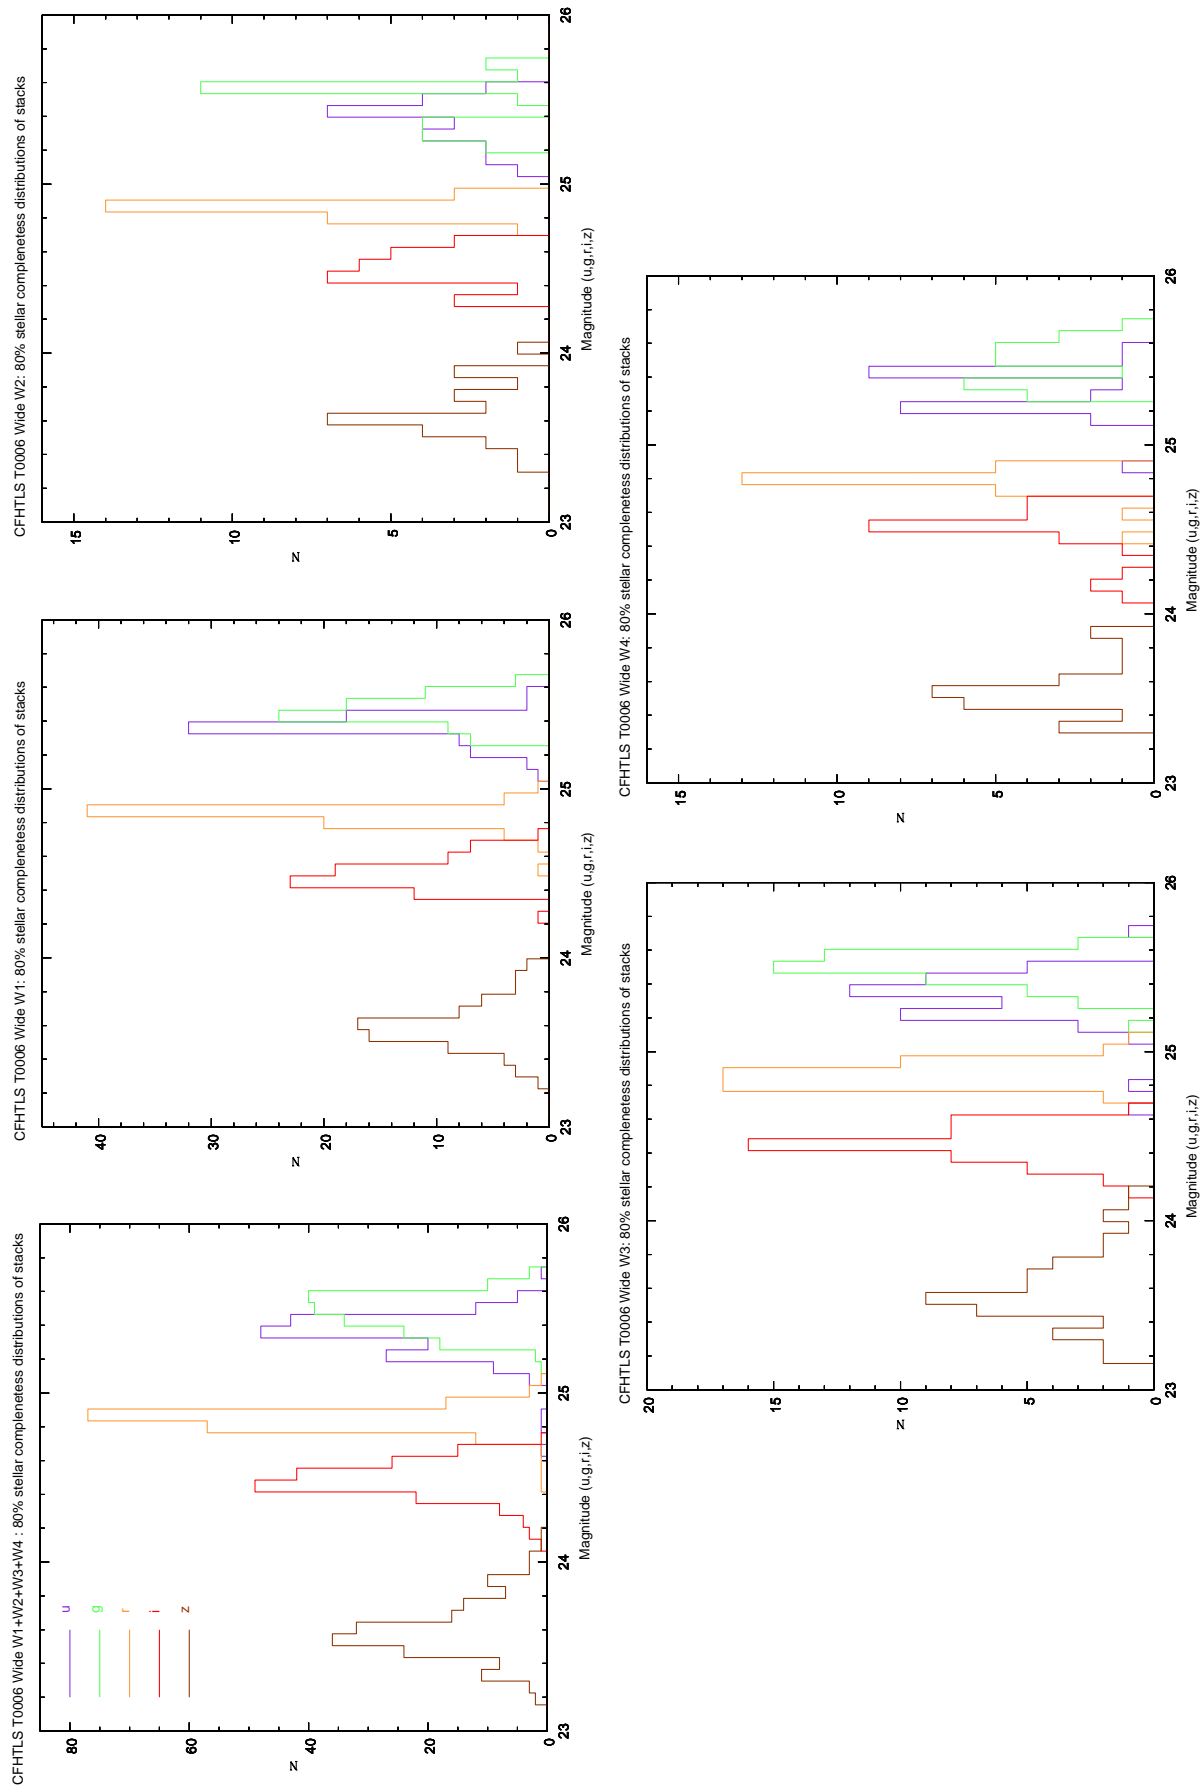 CFHTLS T0006 Wide W1+W2+W3+W4 : 80% stellar complenetess distributions of stacks
80
60
40
20
0
N
u
g
r
i
z
23
24
25
26
Magnitude (u,g,r,i,z)
CFHTLS T0006 Wide W1: 80% stellar complenetess distributions of stacks
40
30
20
10
0
N
23
24
25
26
Magnitude (u,g,r,i,z)
CFHTLS T0006 Wide W2: 80% stellar complenetess distributions of stacks
15
10
5
0
N
23
24
25
26
Magnitude (u,g,r,i,z)
CFHTLS T0006 Wide W3: 80% stellar complenetess distributions of stacks
20
15
10
5
0
N
23
24
25
26
Magnitude (u,g,r,i,z)
CFHTLS T0006 Wide W4: 80% stellar complenetess distributions of stacks
15
10
5
0
N
23
24
25
26
Magnitude (u,g,r,i,z)